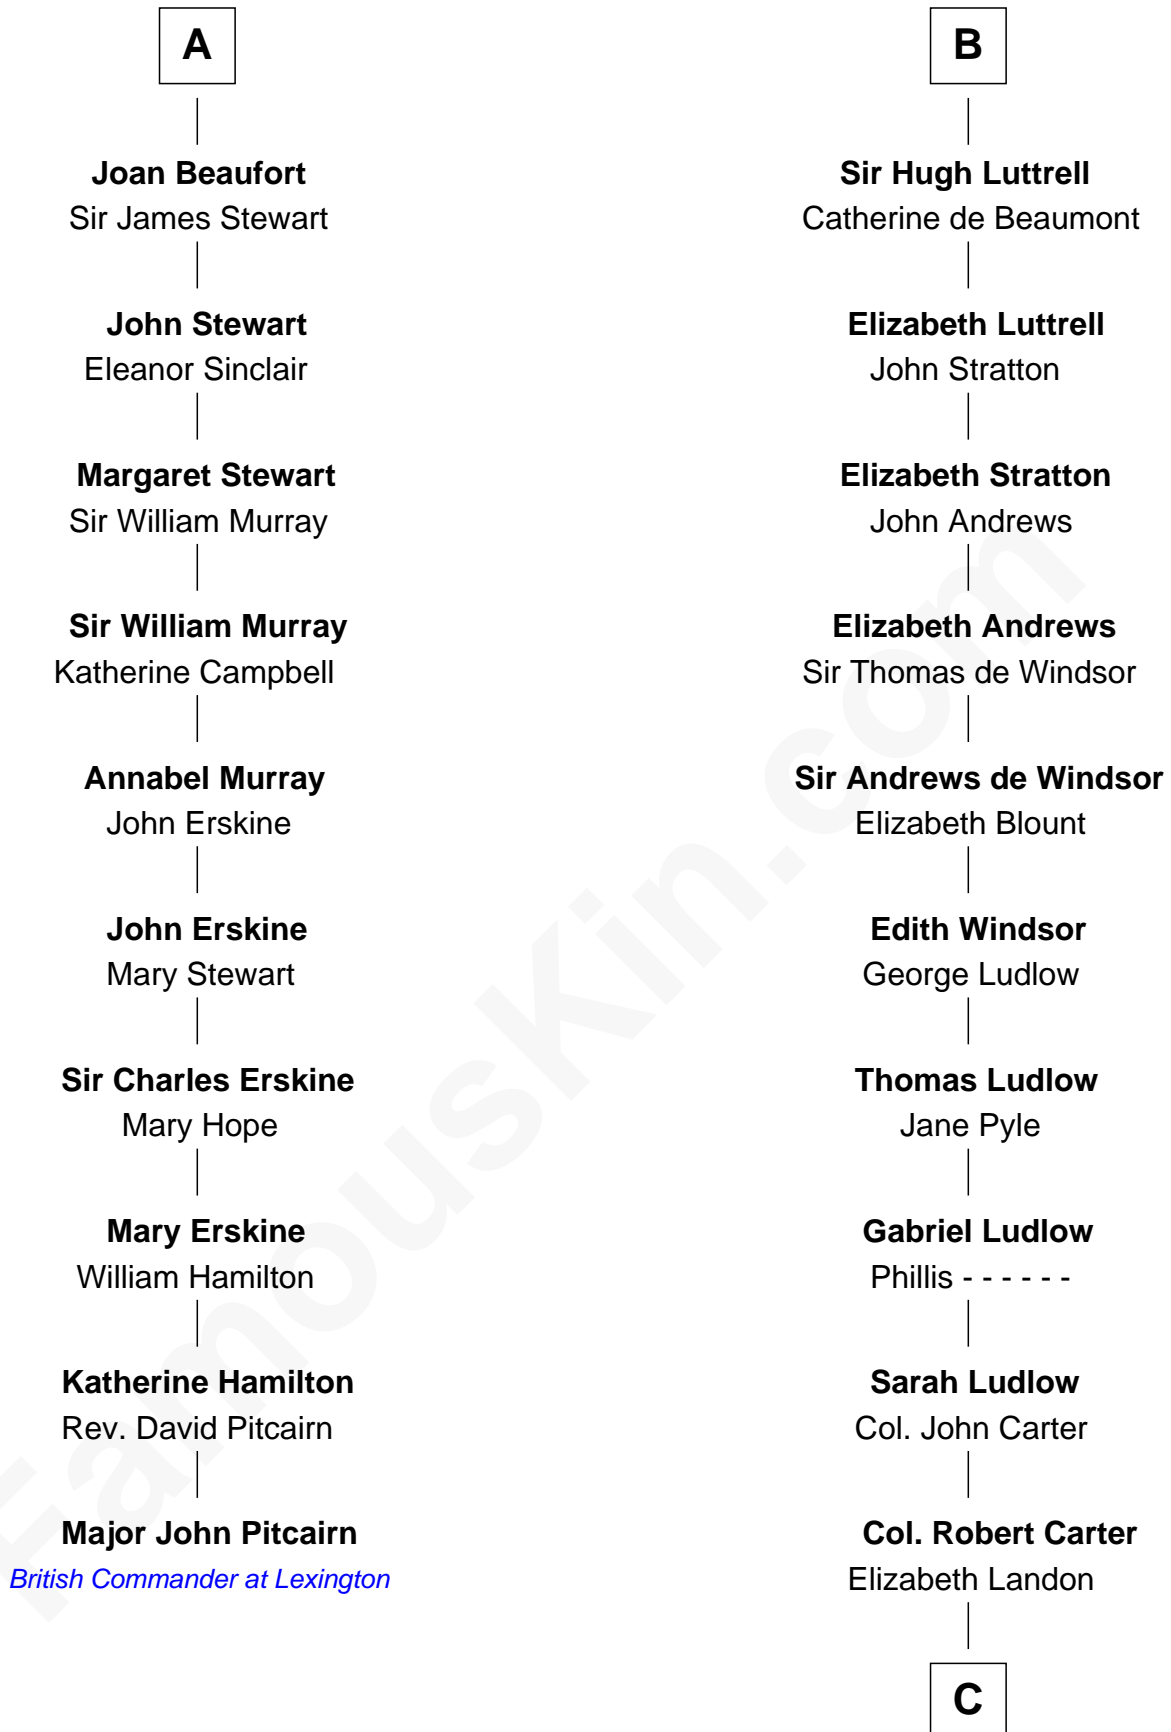 A
Joan Beaufort
Sir James Stewart
John Stewart
Eleanor Sinclair
Margaret Stewart
Sir William Murray
Sir William Murray
Katherine Campbell
Annabel Murray
John Erskine
John Erskine
Mary Stewart
Sir Charles Erskine
Mary Hope
Mary Erskine
William Hamilton
Katherine Hamilton
Rev. David Pitcairn
Major John Pitcairn
British Commander at Lexington
B
Sir Hugh Luttrell
Catherine de Beaumont
Elizabeth Luttrell
John Stratton
Elizabeth Stratton
John Andrews
Elizabeth Andrews
Sir Thomas de Windsor
Sir Andrews de Windsor
Elizabeth Blount
Edith Windsor
George Ludlow
Thomas Ludlow
Jane Pyle
Gabriel Ludlow
Phillis - - - - - -
Sarah Ludlow
Col. John Carter
Col. Robert Carter
Elizabeth Landon
C
FamousKin.com